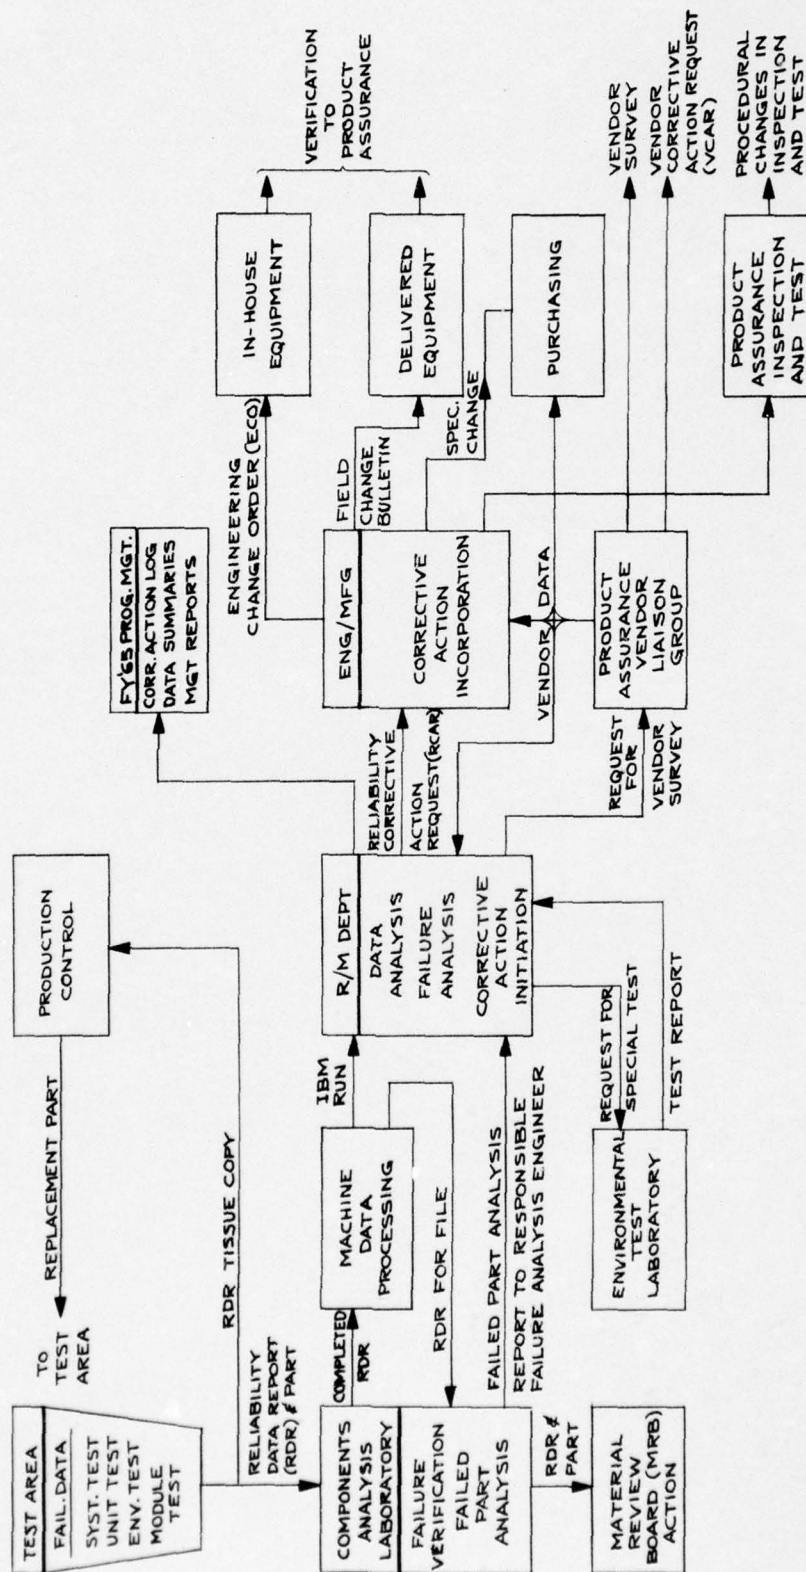 TEST AREA
FAIL. DATA
SYST. TEST
UNIT TEST
ENV. TEST
MODULE
TEST
TO
TEST
AREA
REPLACEMENT PART
PRODUCTION
CONTROL
RDR TISSUE COPY
RELIABILITY
DATA REPORT
(RDR) & PART
COMPONENTS
ANALYSIS
LABORATORY
FAILURE
VERIFICATION
FAILED
PART
ANALYSIS
COMPLETED
RDR
MACHINE
DATA
PROCESSING
IBM
RUN
RDR FOR FILE
FAILED PART ANALYSIS
REPORT TO RESPONSIBLE
FAILURE ANALYSIS ENGINEER
RDR &
PART
MATERIAL
REVIEW
BOARD (MRB)
ACTION
R/M DEPT
DATA
ANALYSIS
FAILURE
ANALYSIS
CORRECTIVE
ACTION
INITIATION
REQUEST FOR
SPECIAL TEST
TEST REPORT
ENVIRONMENTAL
TEST
LABORATORY
FY'65 PROG. MGT.
CORR. ACTION LOG
DATA SUMMARIES
MGT REPORTS
RELIABILITY
CORRECTIVE
ACTION
REQUEST (RCAR)
ENG/MFG
CORRECTIVE
ACTION
INCORPORATION
VENDOR DATA
REQUEST
FOR
VENDOR
SURVEY
PRODUCT
ASSURANCE
VENDOR
LIAISON
GROUP
ENGINEERING
CHANGE ORDER (ECO)
FIELD
CHANGE
BULLETIN
SPEC.
CHANGE
IN-HOUSE
EQUIPMENT
DELIVERED
EQUIPMENT
PURCHASING
PRODUCT
ASSURANCE
INSPECTION
AND TEST
VERIFICATION
TO
PRODUCT
ASSURANCE
VENDOR
SURVEY
VENDOR
CORRECTIVE
ACTION REQUEST
(VCAR)
PROCEDURAL
CHANGES IN
INSPECTION
AND TEST